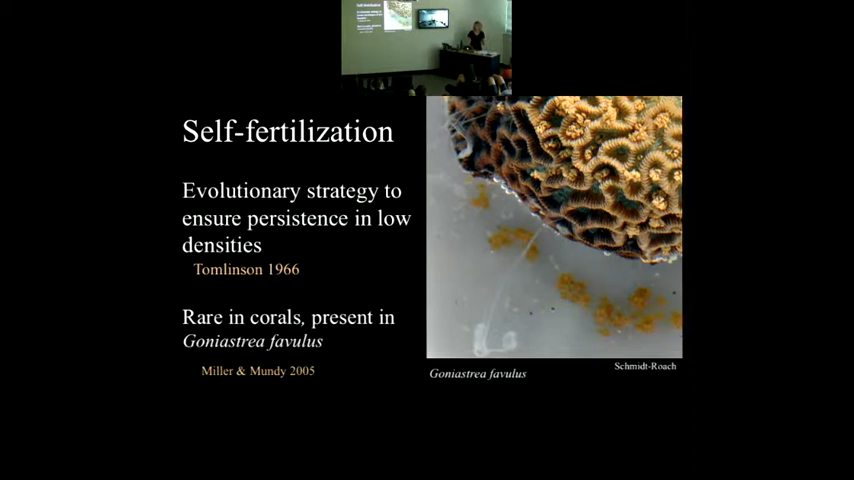 Self-fertilization
Evolutionary strategy to
ensure persistence in low
densities
Tomlinson 1966
Rare in corals, present in
Goniastrea favulus
Miller & Mundy 2005
Goniastrea favulus
Schmidt-Roach